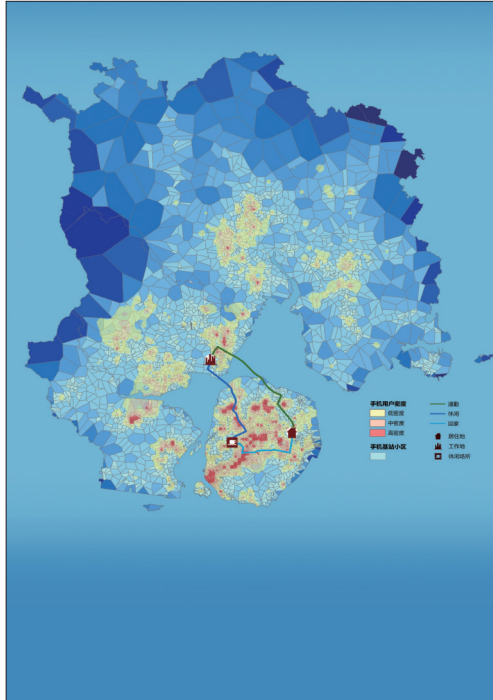 手机用户密度
低密度
中密度
高密度
手机基站小区
通勤
休闲
回家
居住地
工作地
休闲场所